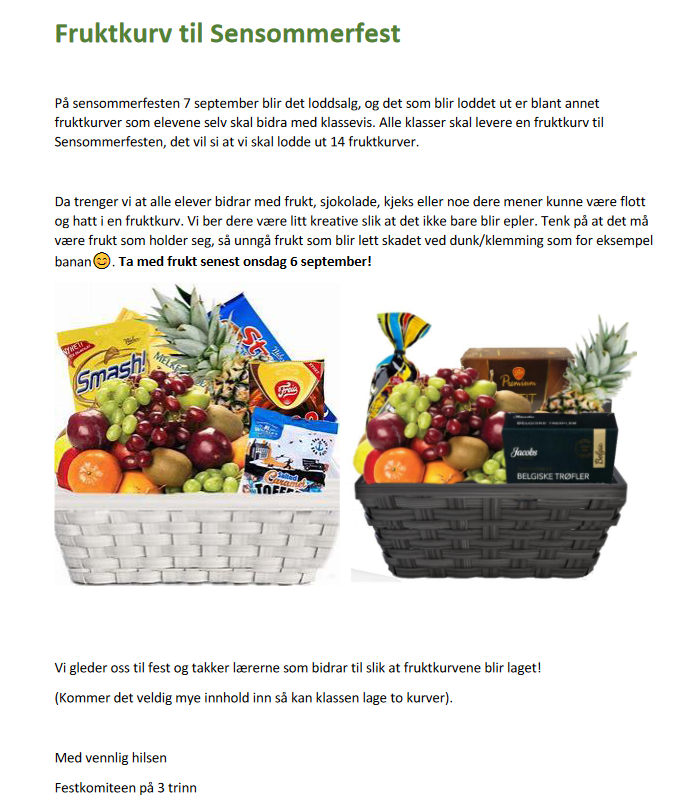 Fruktkurv til Sensommerfest
På sensommerfesten 7 september blir det loddsalg, og det som blir loddet ut er blant annet
fruktkurver som elevene selv skal bidra med klassevis. Alle klasser skal levere en fruktkurv til
Sensommerfesten, det vil si at vi skal lodde ut 14 fruktkurver.
Da trenger vi at alle elever bidrar med frukt, sjokolade, kjeks eller noe dere mener kunne være flott
og hatt i en fruktkurv. Vi ber dere være litt kreative slik at det ikke bare blir epler. Tenk på at det må
være frukt som holder seg, så unngå frukt som blir lett skadet ved dunk/klemming som for eksempel
banan😊. Ta med frukt senest onsdag 6 september!
NYHET!
Smash!
Freia
Salted
Caramel
TOFFEE
Premium
BELGISKE TRØFLER
Jacobs
BELGISKE TRØFLER
Vi gleder oss til fest og takker lærerne som bidrar til slik at fruktkurvene blir laget!
(Kommer det veldig mye innhold inn så kan klassen lage to kurver).
Med vennlig hilsen
Festkomiteen på 3 trinn